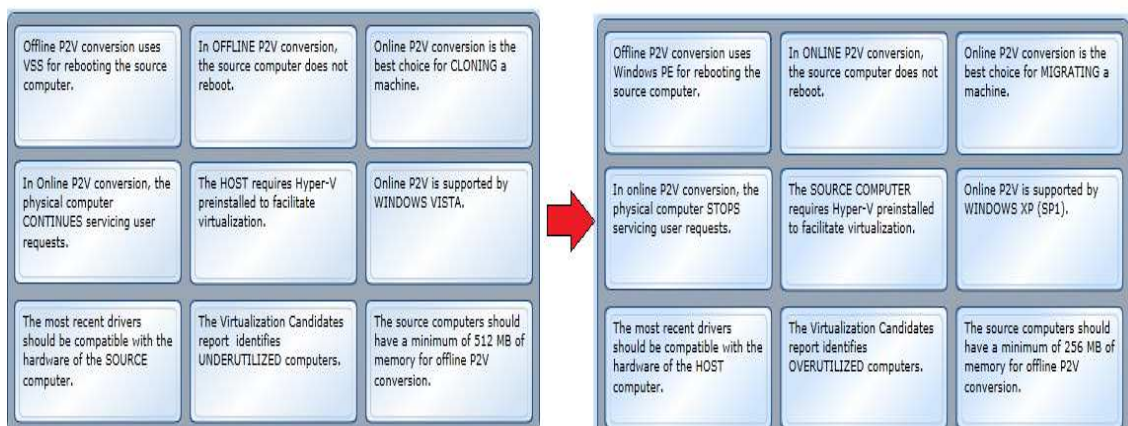 Offline P2V conversion uses
VSS for rebooting the source
computer.
In OFFLINE P2V conversion,
the source computer does not
reboot.
Online P2V conversion is the
best choice for CLONING a
machine.
In Online P2V conversion, the
physical computer
CONTINUES servicing user
requests.
The HOST requires Hyper-V
preinstalled to facilitate
virtualization.
Online P2V is supported by
WINDOWS VISTA.
The most recent drivers
should be compatible with the
hardware of the SOURCE
computer.
The Virtualization Candidates
report identifies
UNDERUTILIZED computers.
The source computers should
have a minimum of 512 MB of
memory for offline P2V
conversion.
Offline P2V conversion uses
Windows PE for rebooting the
source computer.
In ONLINE P2V conversion,
the source computer does not
reboot.
Online P2V conversion is the
best choice for MIGRATING a
machine.
In online P2V conversion, the
physical computer STOPS
servicing user requests.
The SOURCE COMPUTER
requires Hyper-V preinstalled
to facilitate virtualization.
Online P2V is supported by
WINDOWS XP (SP1).
The most recent drivers
should be compatible with the
hardware of the HOST
computer.
The Virtualization Candidates
report identifies
OVERUTILIZED computers.
The source computers should
have a minimum of 256 MB of
memory for offline P2V
conversion.